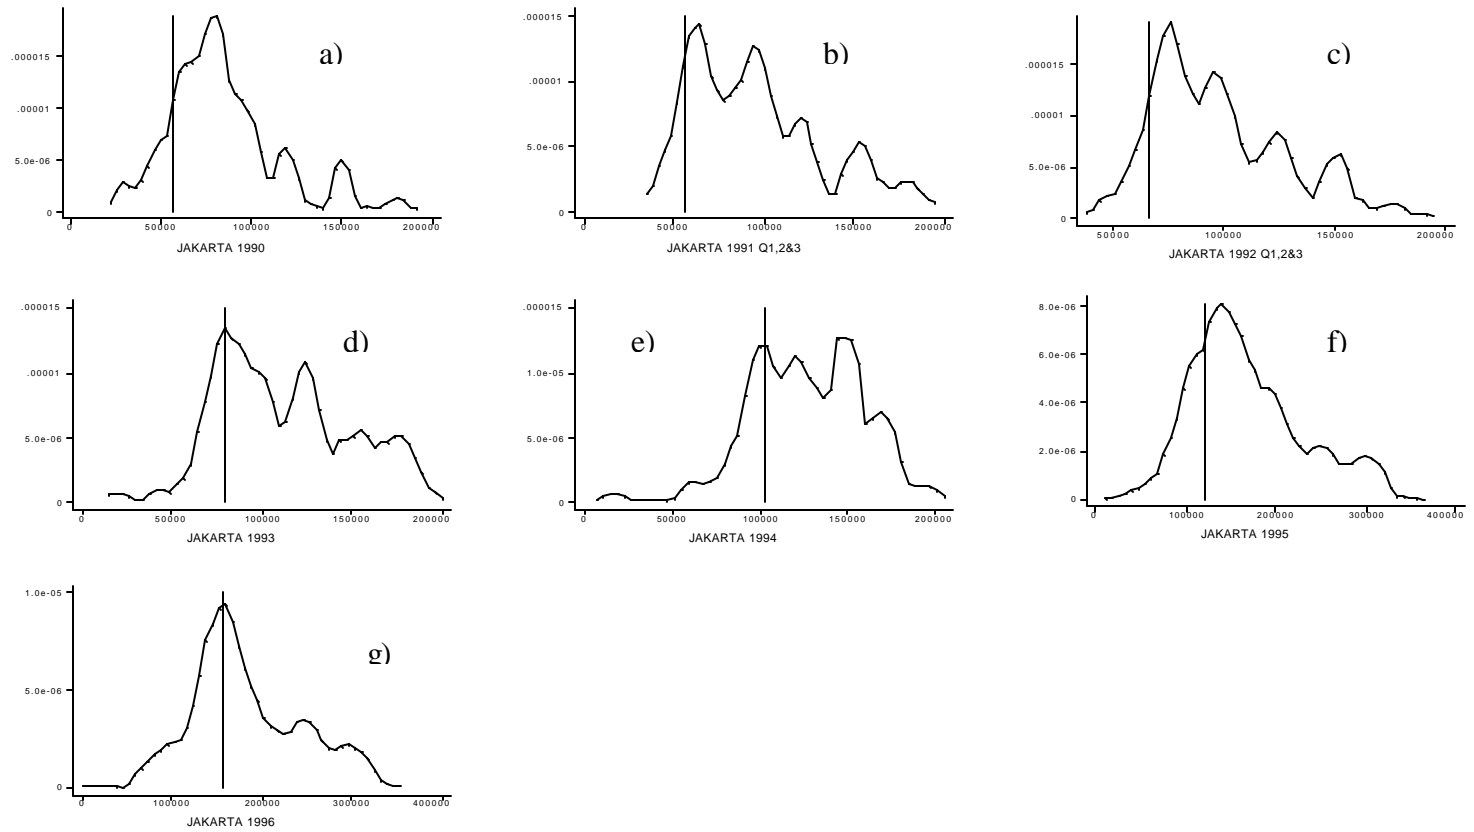 a)
.000015
.00001
5.0e-06
0
0
50000
100000
150000
200000
JAKARTA 1990
b)
.000015
.00001
5.0e-06
0
0
50000
100000
150000
200000
JAKARTA 1991 Q1,2&3
c)
.000015
.00001
5.0e-06
0
50000
100000
150000
200000
JAKARTA 1992 Q1,2&3
d)
.000015
.00001
5.0e-06
0
0
50000
100000
150000
200000
JAKARTA 1993
e)
.000015
1.0e-05
5.0e-06
0
0
50000
100000
150000
200000
JAKARTA 1994
f)
8.0e-06
6.0e-06
4.0e-06
2.0e-06
0
0
100000
200000
300000
400000
JAKARTA 1995
g)
1.0e-05
5.0e-06
0
0
100000
200000
300000
400000
JAKARTA 1996